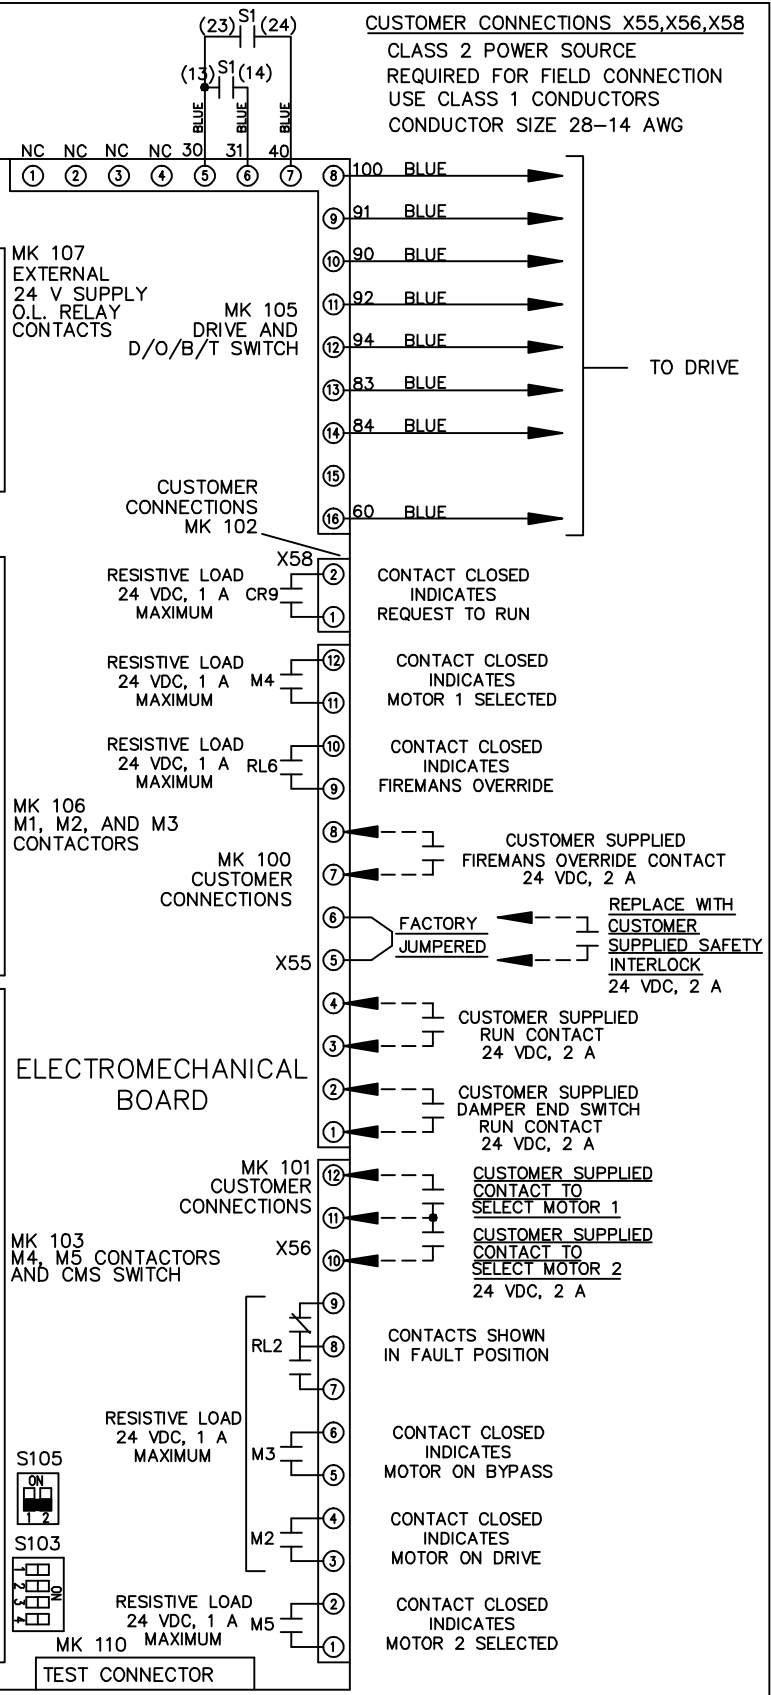 CUSTOMER CONNECTIONS X55,X56,X58
CLASS 2 POWER SOURCE
REQUIRED FOR FIELD CONNECTION
USE CLASS 1 CONDUCTORS
CONDUCTOR SIZE 28–14 AWG
(23) S1 (24)
(13) S1 (14)
BLUE BLUE BLUE
NC NC NC NC 30 31 40
1 2 3 4 5 6 7 8 100 BLUE
9 91 BLUE
10 90 BLUE
11 92 BLUE
12 94 BLUE
13 83 BLUE
14 84 BLUE
15
16 60 BLUE
TO DRIVE
MK 107
EXTERNAL
24 V SUPPLY
O.L. RELAY
CONTACTS
MK 105
DRIVE AND
D/O/B/T SWITCH
CUSTOMER
CONNECTIONS
MK 102
X58
RESISTIVE LOAD
24 VDC, 1 A
MAXIMUM
CR9
2
1
CONTACT CLOSED
INDICATES
REQUEST TO RUN
RESISTIVE LOAD
24 VDC, 1 A
MAXIMUM
M4
12
11
CONTACT CLOSED
INDICATES
MOTOR 1 SELECTED
RESISTIVE LOAD
24 VDC, 1 A
MAXIMUM
RL6
10
9
CONTACT CLOSED
INDICATES
FIREMANS OVERRIDE
MK 106
M1, M2, AND M3
CONTACTORS
MK 100
CUSTOMER
CONNECTIONS
8
7
CUSTOMER SUPPLIED
FIREMANS OVERRIDE CONTACT
24 VDC, 2 A
X55
6
5
FACTORY
JUMPERED
REPLACE WITH
CUSTOMER
SUPPLIED SAFETY
INTERLOCK
24 VDC, 2 A
4
3
CUSTOMER SUPPLIED
RUN CONTACT
24 VDC, 2 A
ELECTROMECHANICAL
BOARD
2
1
CUSTOMER SUPPLIED
DAMPER END SWITCH
RUN CONTACT
24 VDC, 2 A
MK 101
CUSTOMER
CONNECTIONS
X56
12
11
10
CUSTOMER SUPPLIED
CONTACT TO
SELECT MOTOR 1
CUSTOMER SUPPLIED
CONTACT TO
SELECT MOTOR 2
24 VDC, 2 A
MK 103
M4, M5 CONTACTORS
AND CMS SWITCH
RL2
9
8
7
CONTACTS SHOWN
IN FAULT POSITION
RESISTIVE LOAD
24 VDC, 1 A
MAXIMUM
M3
6
5
CONTACT CLOSED
INDICATES
MOTOR ON BYPASS
M2
4
3
CONTACT CLOSED
INDICATES
MOTOR ON DRIVE
S105
ON
1 2
S103
1
2
3
4
ON
RESISTIVE LOAD
24 VDC, 1 A
MAXIMUM
M5
2
1
CONTACT CLOSED
INDICATES
MOTOR 2 SELECTED
MK 110
TEST CONNECTOR